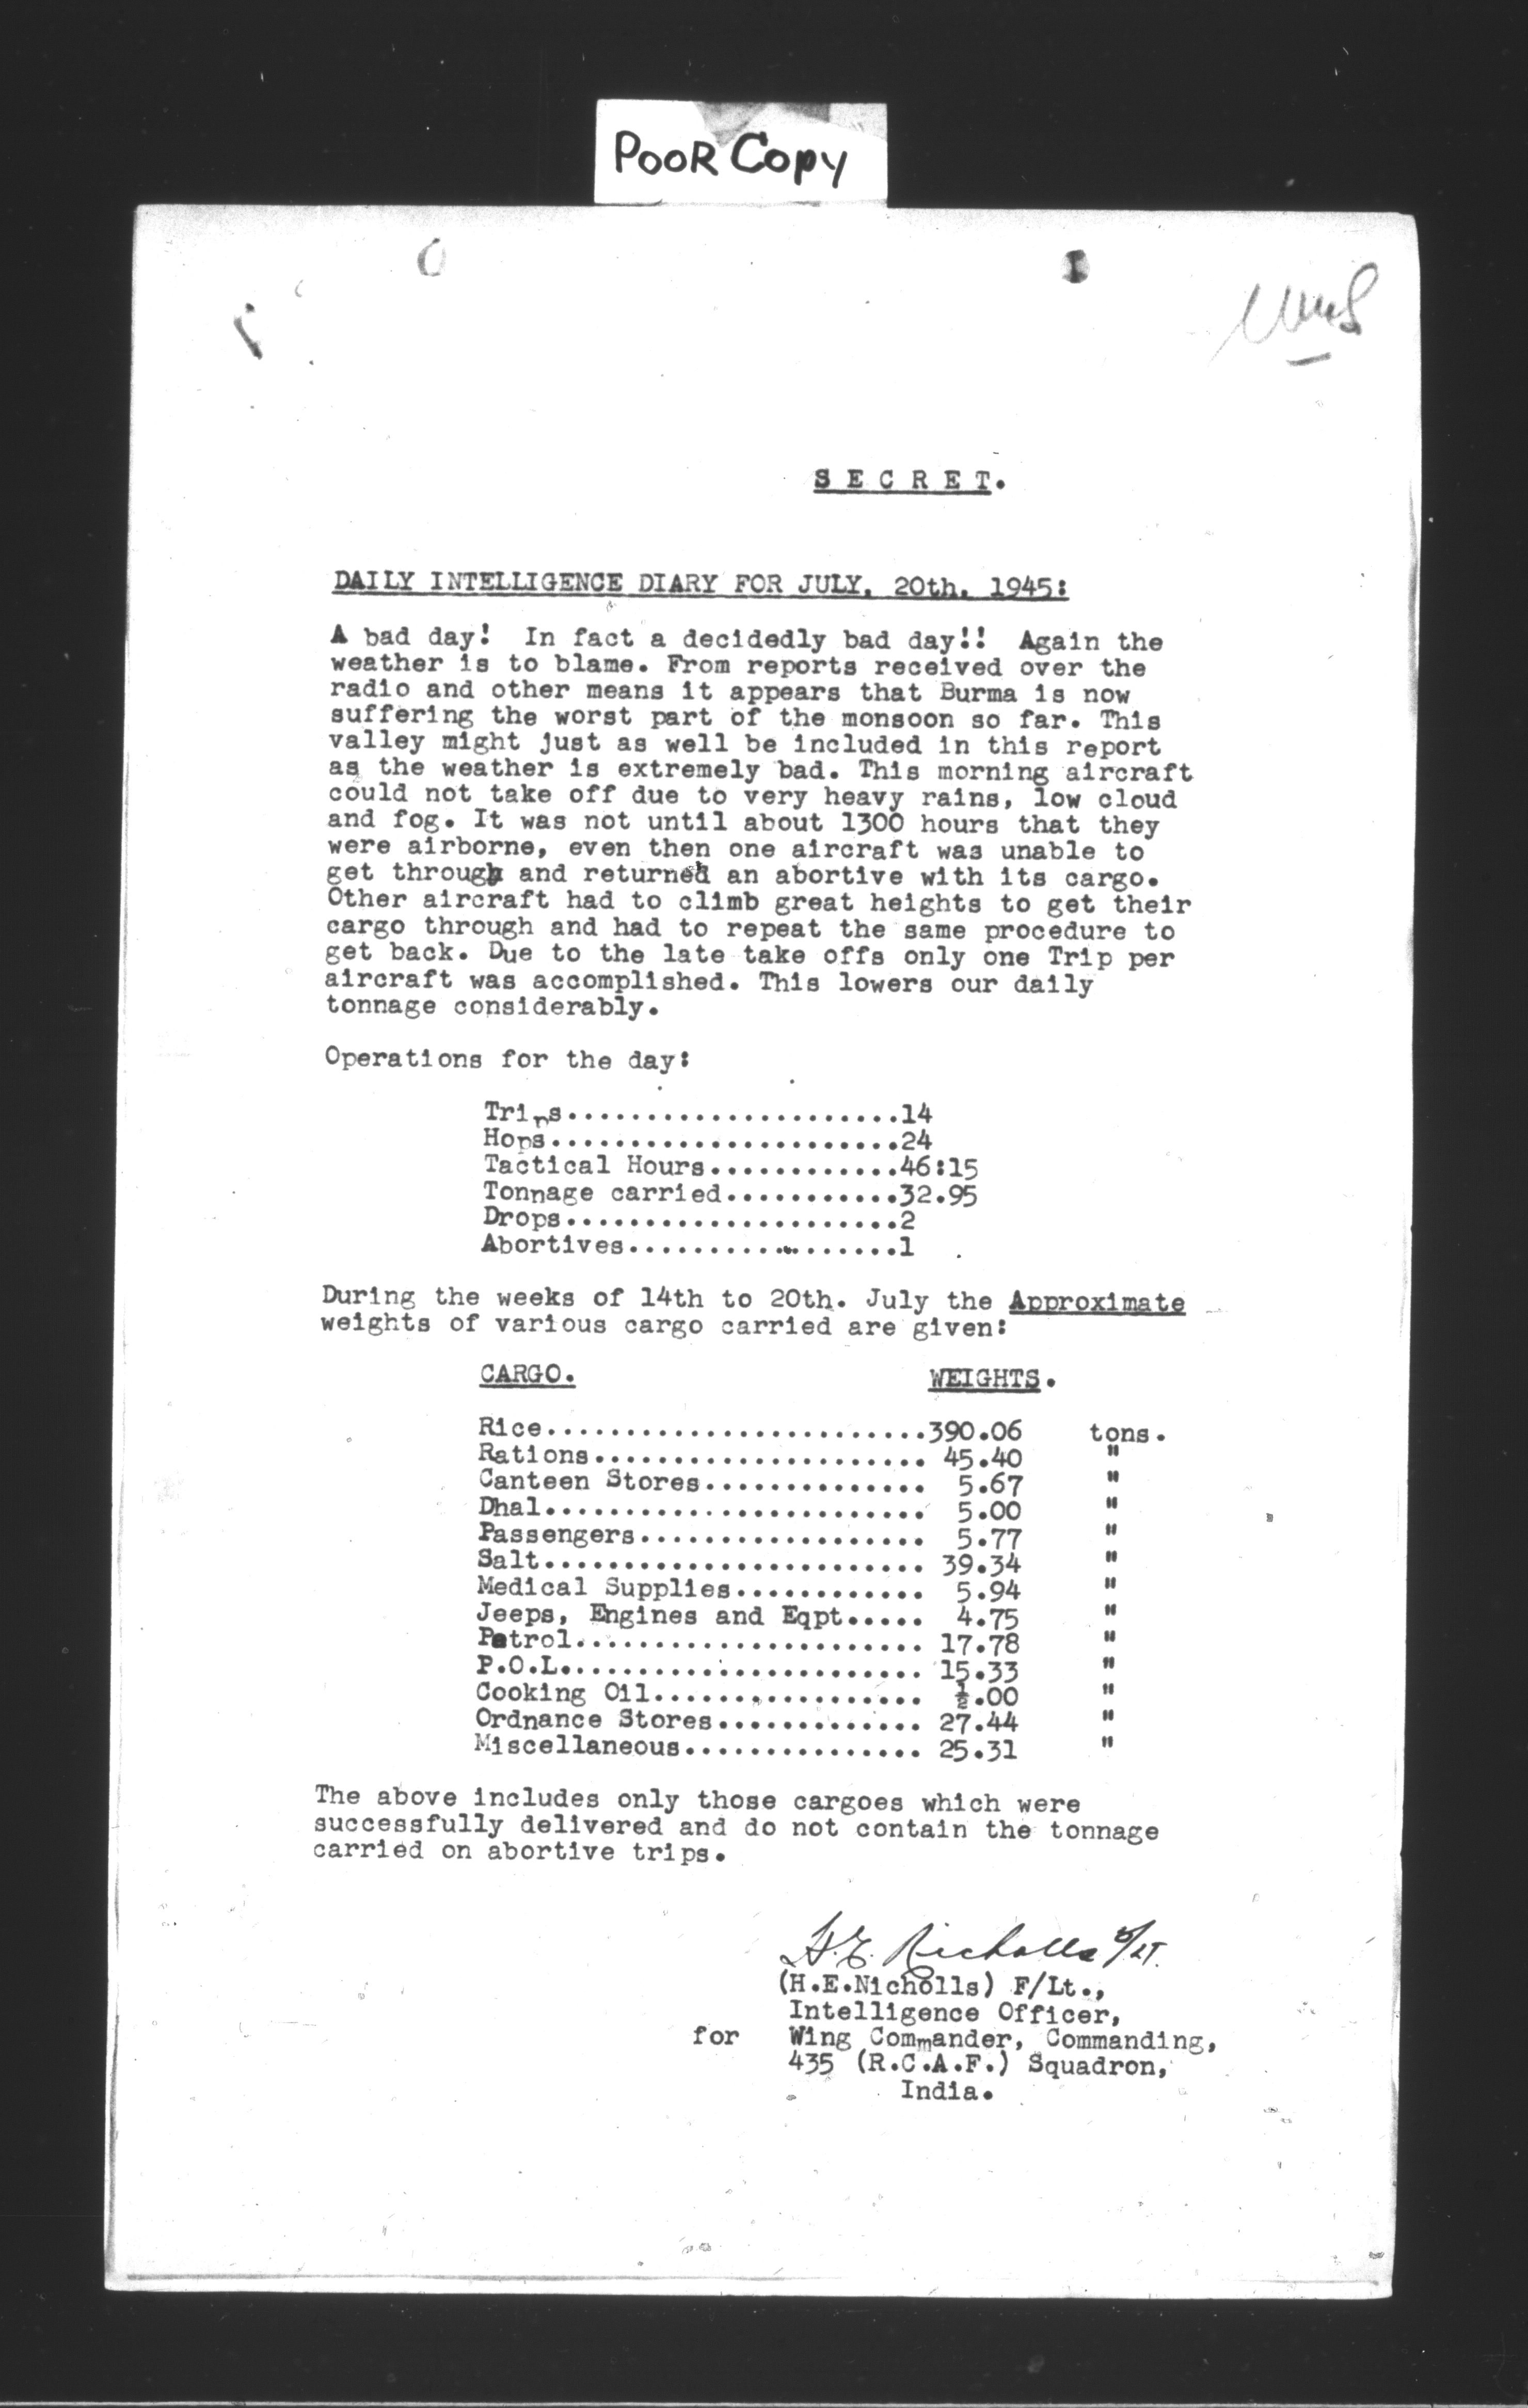 POOR COPY
SECRET.
DAILY INTELLIGENCE DIARY FOR JULY, 20th, 1945:
A bad day! In fact a decidedly bad day!! Again the
weather is to blame. From reports received over the
radio and other means it appears that Burma is now
suffering the worst part of the monsoon so far. This
valley might just as well be included in this report
as the weather is extremely bad. This morning aircraft
could not take off due to very heavy rains, low cloud
and fog. It was not until about 1300 hours that they
were airborne, even then one aircraft was unable to
get through and returned an abortive with its cargo.
Other aircraft had to climb great heights to get their
cargo through and had to repeat the same procedure to
get back. Due to the late take offs only one Trip per
aircraft was accomplished. This lowers our daily
tonnage considerably.
Operations for the day:
Trips.....................14
Hops......................24
Tactical Hours............46:15
Tonnage carried...........32.95
Drops.....................2
Abortives.................1
During the weeks of 14th to 20th. July the Approximate
weights of various cargo carried are given:
CARGO. WEIGHTS.
Rice........................390.06 tons.
Rations..................... 45.40 "
Canteen Stores.............. 5.67 "
Dhal........................ 5.00 "
Passengers.................. 5.77 "
Salt........................ 39.34 "
Medical Supplies............ 5.94 "
Jeeps, Engines and Eqpt..... 4.75 "
Petrol...................... 17.78 "
P.O.L....................... 15.33 "
Cooking Oil................. ½.00 "
Ordnance Stores............. 27.44 "
Miscellaneous............... 25.31 "
The above includes only those cargoes which were
successfully delivered and do not contain the tonnage
carried on abortive trips.
H.E. Nicholls F/LT.
(H.E.Nicholls) F/Lt.,
Intelligence Officer,
for Wing Commander, Commanding,
435 (R.C.A.F.) Squadron,
India.